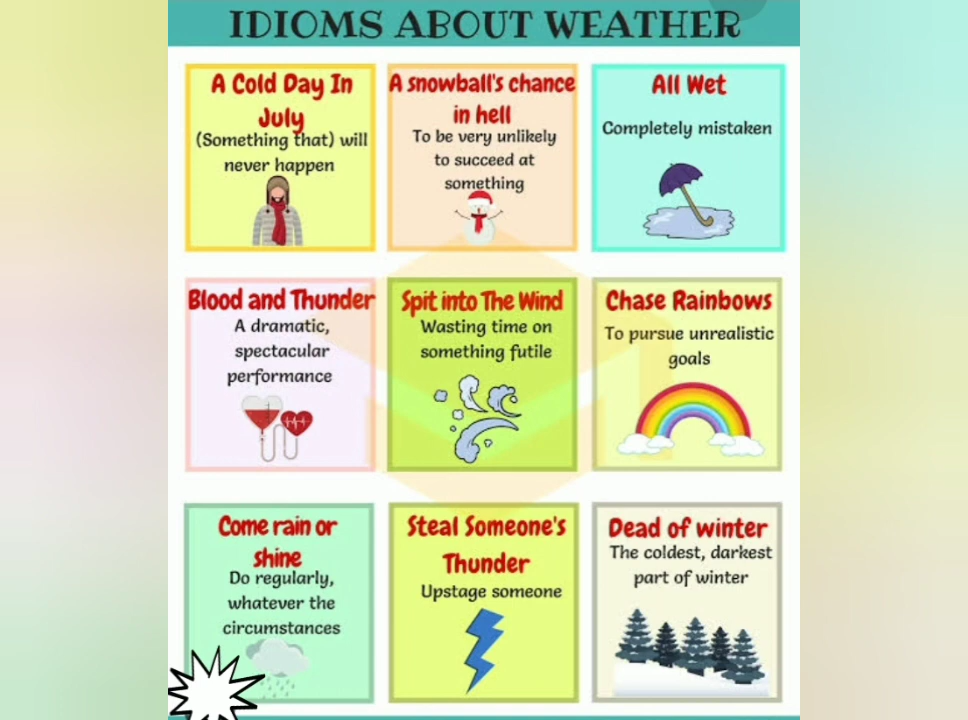 IDIOMS ABOUT WEATHER
A Cold Day In
July
(Something that) will
never happen
A snowball's chance
in hell
To be very unlikely
to succeed at
something
All Wet
Completely mistaken
Blood and Thunder
A dramatic,
spectacular
performance
Spit into The Wind
Wasting time on
something futile
Chase Rainbows
To pursue unrealistic
goals
Come rain or
shine
Do regularly,
whatever the
circumstances
Steal Someone's
Thunder
Upstage someone
Dead of winter
The coldest, darkest
part of winter